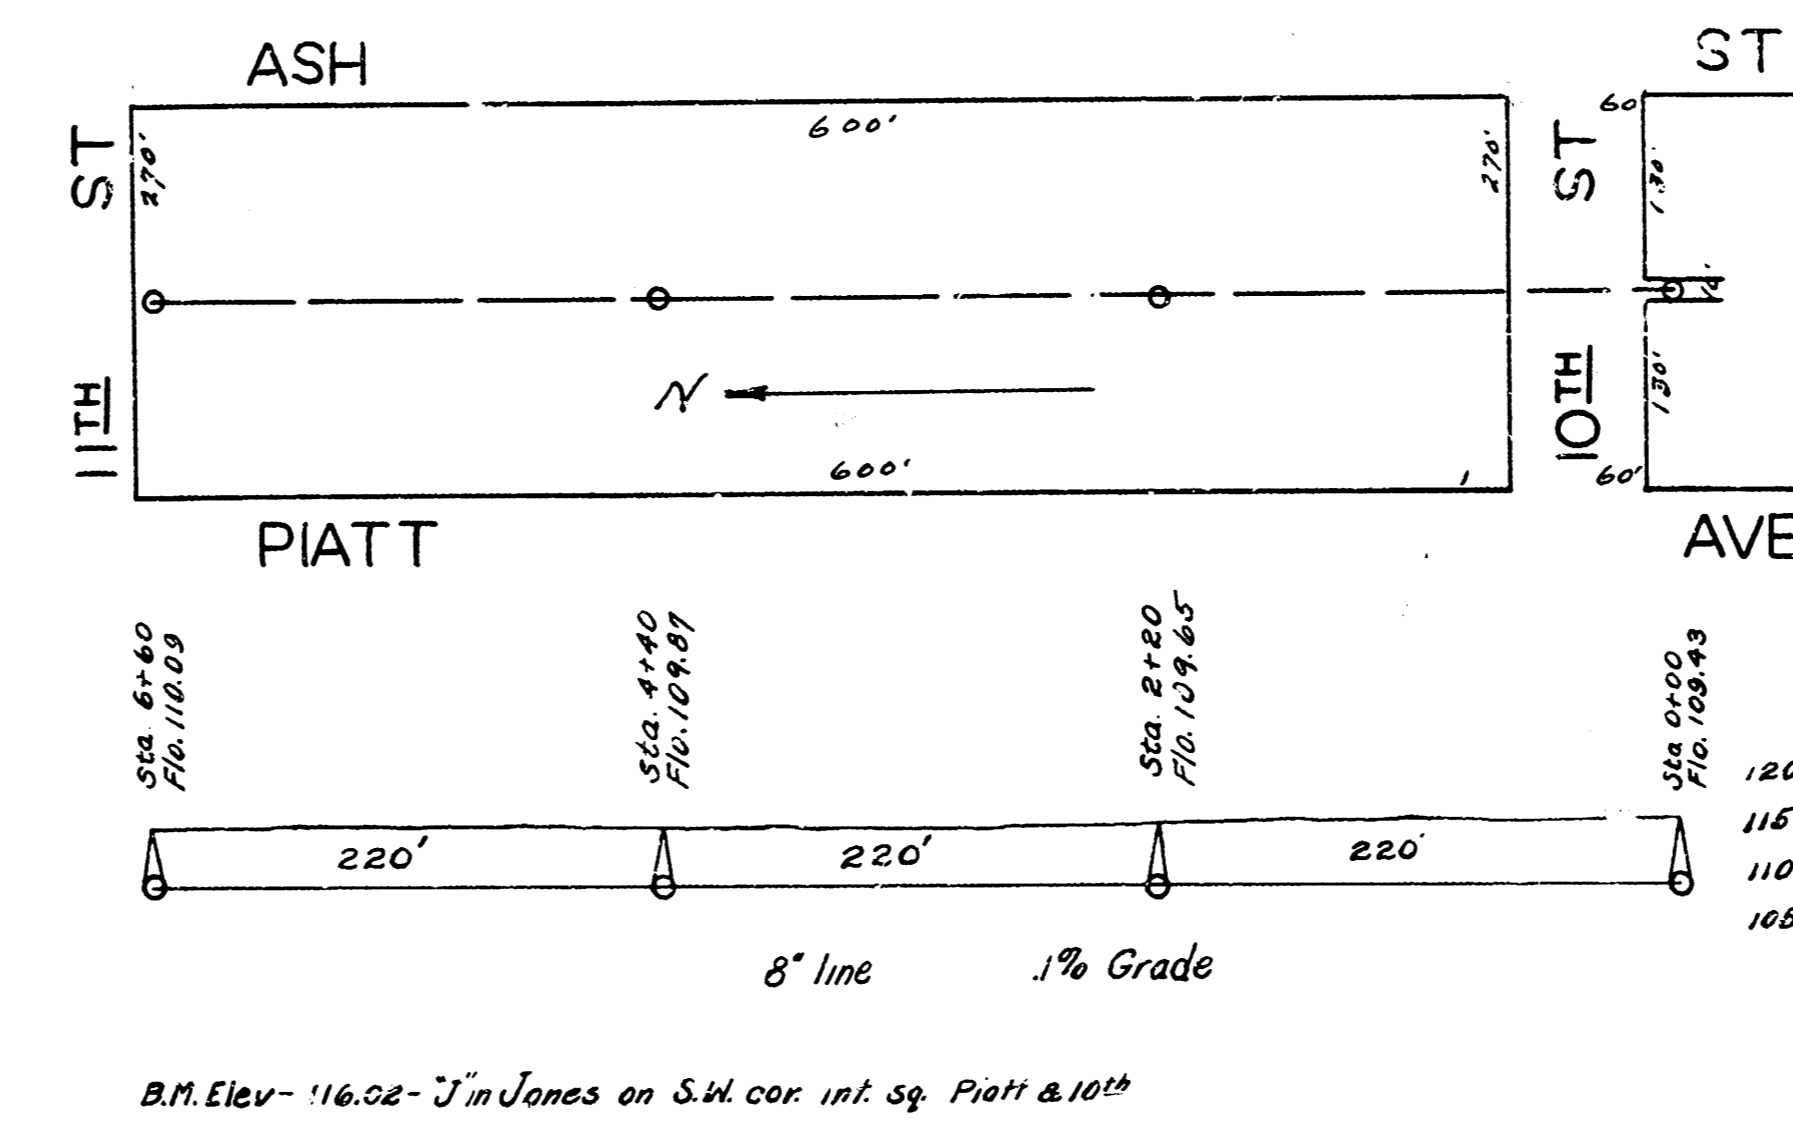 ASH
ST
600'
60
ST
270'
270'
ST
130'
14'
N
11TH
10TH
130'
600'
60'
PIATT
AVE
Sta. 6+60
Flo. 110.09
Sta. 4+40
Flo. 109.87
Sta. 2+20
Flo. 109.65
Sta 0+00
Flo. 109.43
120
115
110
105
220'
220'
220'
8" line
.1% Grade
B.M. Elev - 116.02 - "J" in Jones on S.W. cor. int. sq. Piatt & 10th